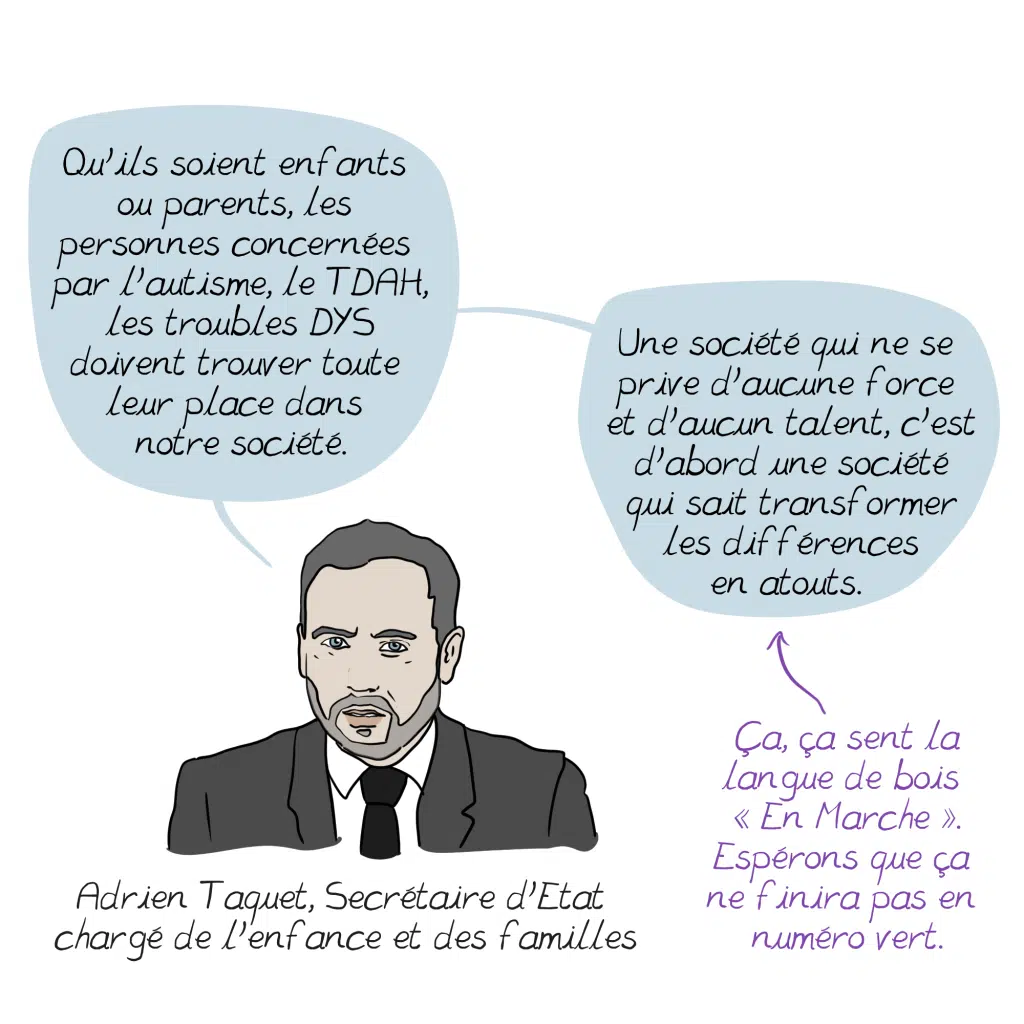 Qu'ils soient enfants
ou parents, les
personnes concernées
par l'autisme, le TDAH,
les troubles DYS
doivent trouver toute
leur place dans
notre société.
Une société qui ne se
prive d'aucune force
et d'aucun talent, c'est
d'abord une société
qui sait transformer
les différences
en atouts.
Ça, ça sent la
langue de bois
« En Marche ».
Espérons que ça
ne finira pas en
numéro vert.
Adrien Taquet, Secrétaire d'Etat
chargé de l'enfance et des familles